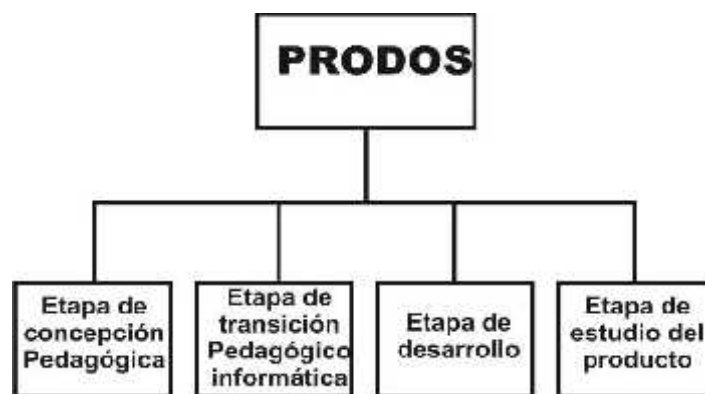 PRODOS
Etapa de
concepción
Pedagógica
Etapa de
transición
Pedagógico
informática
Etapa de
desarrollo
Etapa de
estudio del
producto